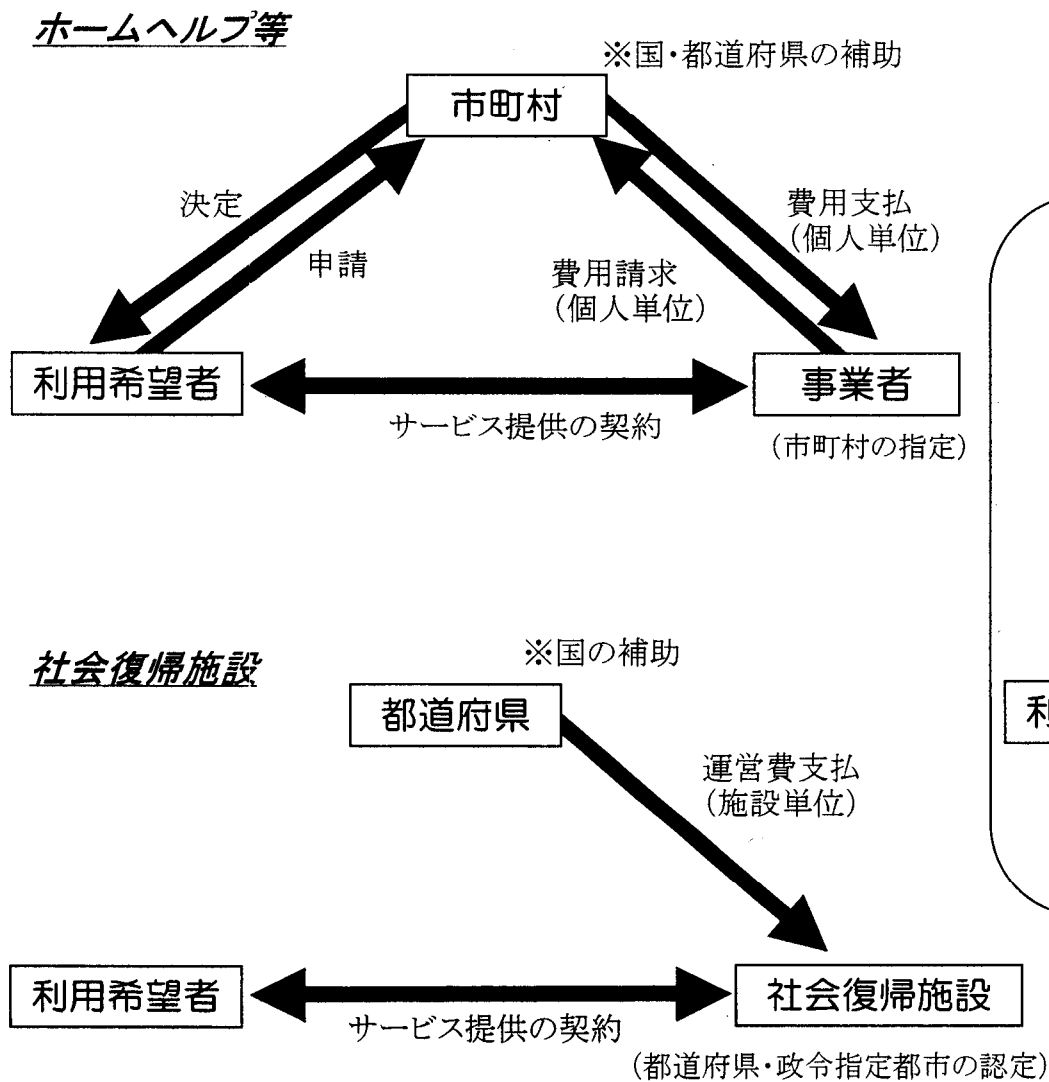 ホームヘルプ等
※国・都道府県の補助
市町村
決定
申請
費用支払
（個人単位）
費用請求
（個人単位）
利用希望者
事業者
サービス提供の契約
（市町村の指定）
社会復帰施設
※国の補助
都道府県
利
運営費支払
（施設単位）
利用希望者
社会復帰施設
サービス提供の契約
（都道府県・政令指定都市の認定）